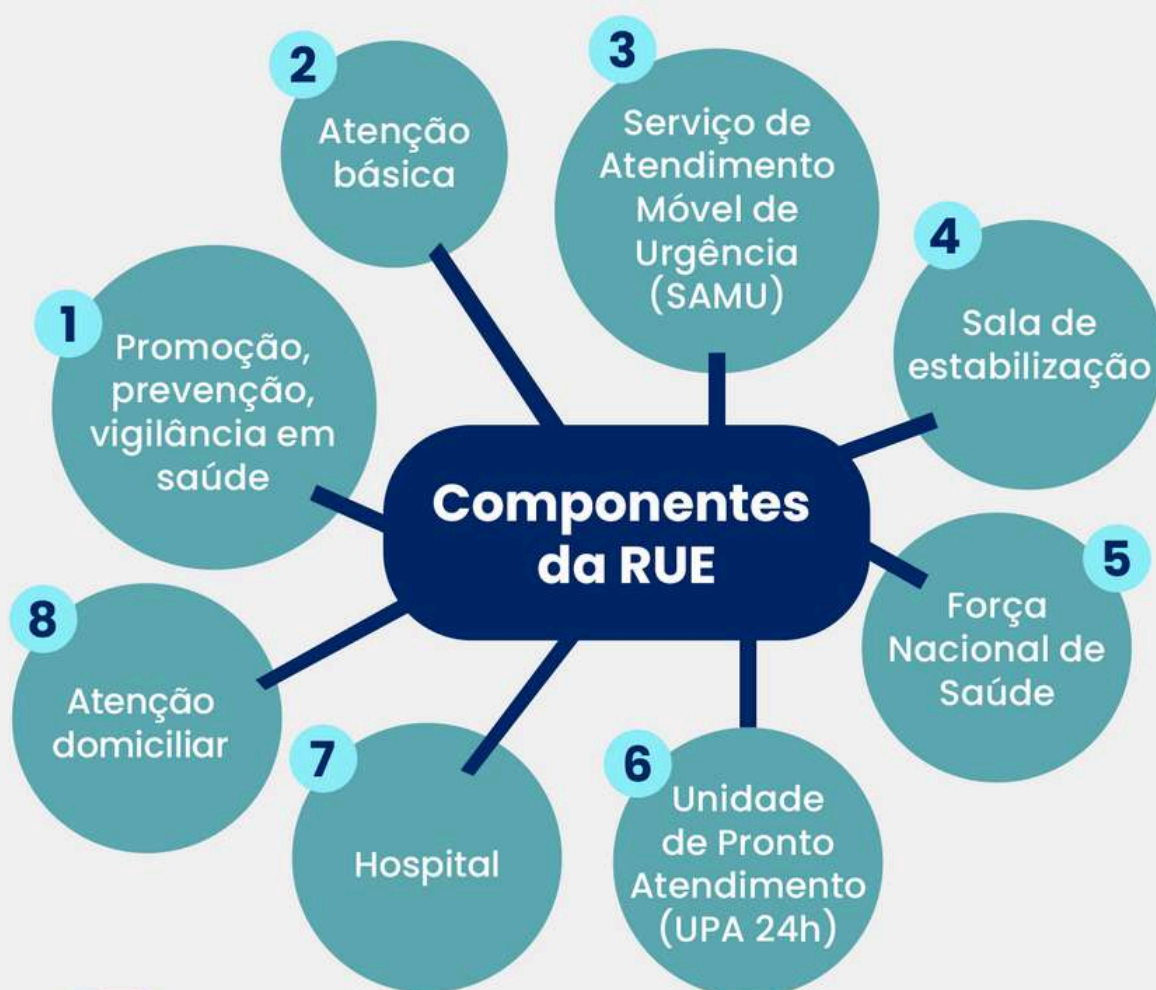 1
Promoção,
prevenção,
vigilância em
saúde
2
Atenção
básica
3
Serviço de
Atendimento
Móvel de
Urgência
(SAMU)
4
Sala de
estabilização
Componentes
da RUE
5
Força
Nacional de
Saúde
6
Unidade
de Pronto
Atendimento
(UPA 24h)
7
Hospital
8
Atenção
domiciliar